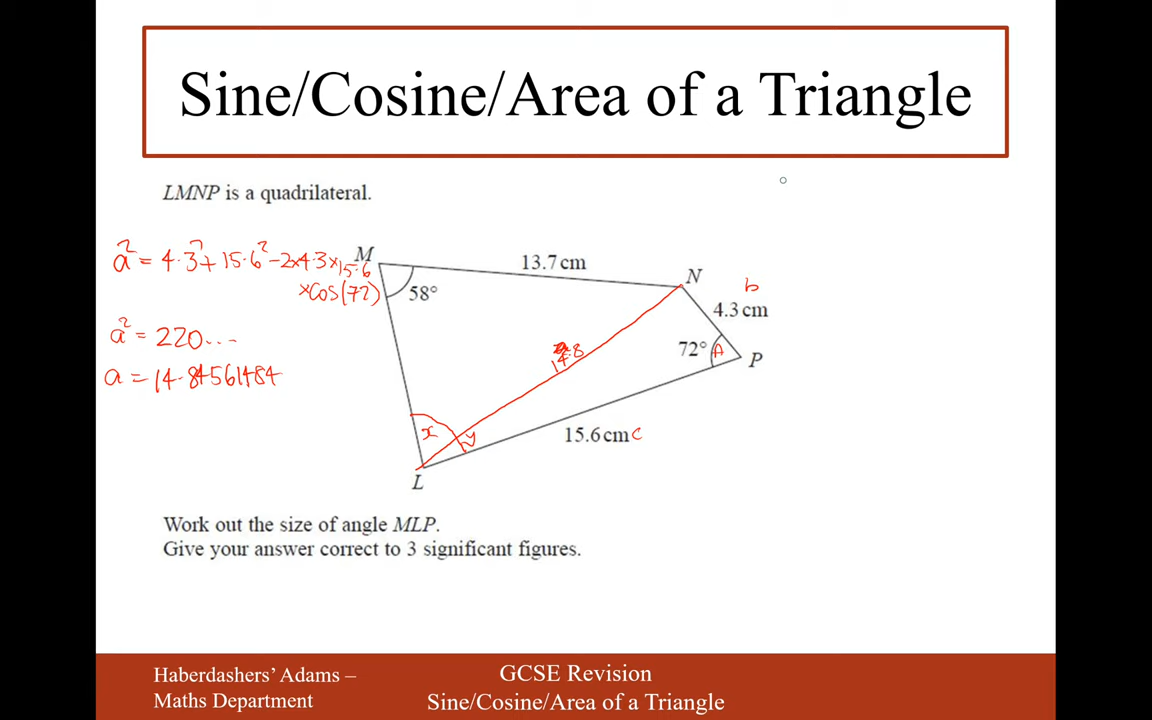 Sine/Cosine/Area of a Triangle
LMNP is a quadrilateral.
a² = 4.3² + 15.6² − 2×4.3×15.6
×cos(72)
a² = 220...
a = 14.84561484
M
13.7 cm
N
58°
b
4.3 cm
72°
A
P
14.8
x
y
15.6 cm
c
L
Work out the size of angle MLP.
Give your answer correct to 3 significant figures.
Haberdashers’ Adams –
Maths Department
GCSE Revision
Sine/Cosine/Area of a Triangle